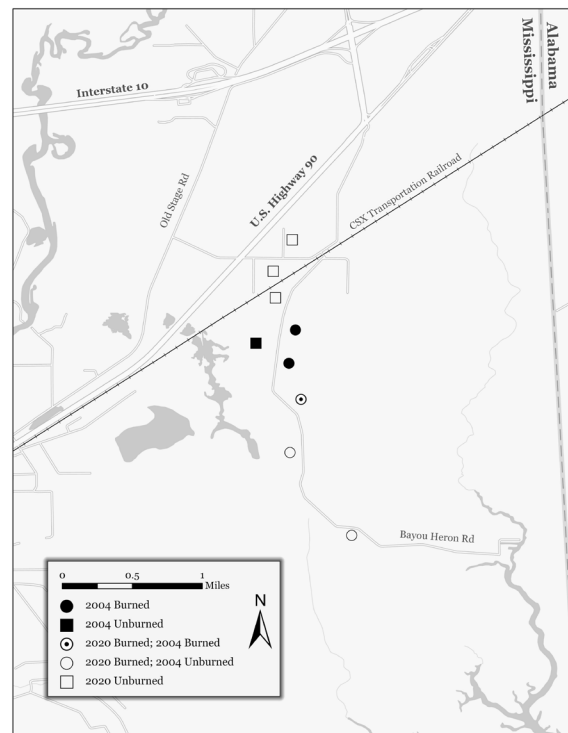 Alabama
Mississippi
Interstate 10
Old Stage Rd
U.S. Highway 90
CSX Transportation Railroad
Bayou Heron Rd
0 0.5 1
Miles
N
2004 Burned
2004 Unburned
2020 Burned; 2004 Burned
2020 Burned; 2004 Unburned
2020 Unburned